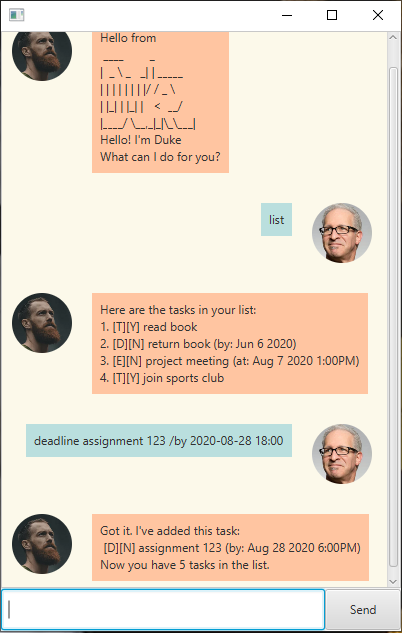 Hello from
 ____        _
|  _ \ _   _| | _____
| | | | | | | |/ / _ \
| |_| | |_| |   <  __/
|____/ \__,_|_|\_\___|
Hello! I'm Duke
What can I do for you?
list
Here are the tasks in your list:
1. [T][Y] read book
2. [D][N] return book (by: Jun 6 2020)
3. [E][N] project meeting (at: Aug 7 2020 1:00PM)
4. [T][Y] join sports club
deadline assignment 123 /by 2020-08-28 18:00
Got it. I've added this task:
 [D][N] assignment 123 (by: Aug 28 2020 6:00PM)
Now you have 5 tasks in the list.
Send